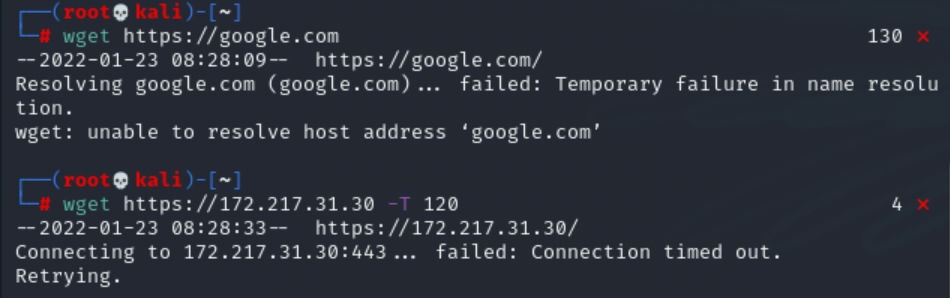 ┌──(root💀kali)-[~]
└─# wget https://google.com 130 ⨯
--2022-01-23 08:28:09--  https://google.com/
Resolving google.com (google.com)... failed: Temporary failure in name resolu
tion.
wget: unable to resolve host address ‘google.com’
┌──(root💀kali)-[~]
└─# wget https://172.217.31.30 -T 120 4 ⨯
--2022-01-23 08:28:33--  https://172.217.31.30/
Connecting to 172.217.31.30:443... failed: Connection timed out.
Retrying.